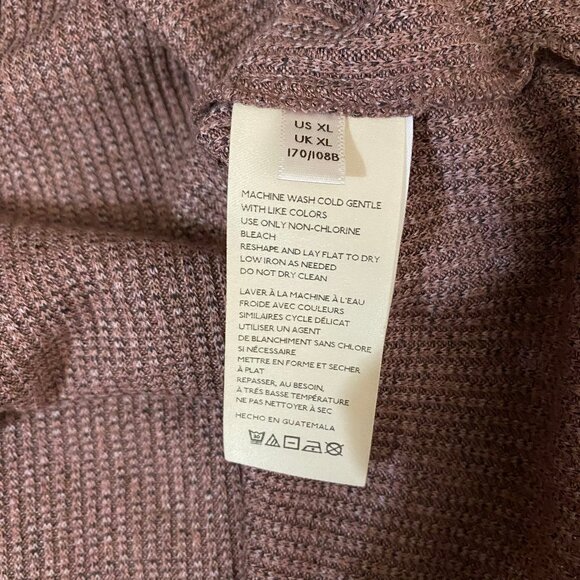 US XL
UK XL
170/108B
MACHINE WASH COLD GENTLE
WITH LIKE COLORS
USE ONLY NON-CHLORINE
BLEACH
RESHAPE AND LAY FLAT TO DRY
LOW IRON AS NEEDED
DO NOT DRY CLEAN
LAVER À LA MACHINE À L'EAU
FROIDE AVEC COULEURS
SIMILAIRES CYCLE DÉLICAT
UTILISER UN AGENT
DE BLANCHIMENT SANS CHLORE
SI NÉCESSAIRE
METTRE EN FORME ET SECHER
À PLAT
REPASSER, AU BESOIN,
À TRÉS BASSE TEMPÉRATURE
NE PAS NETTOYER À SEC
HECHO EN GUATEMALA